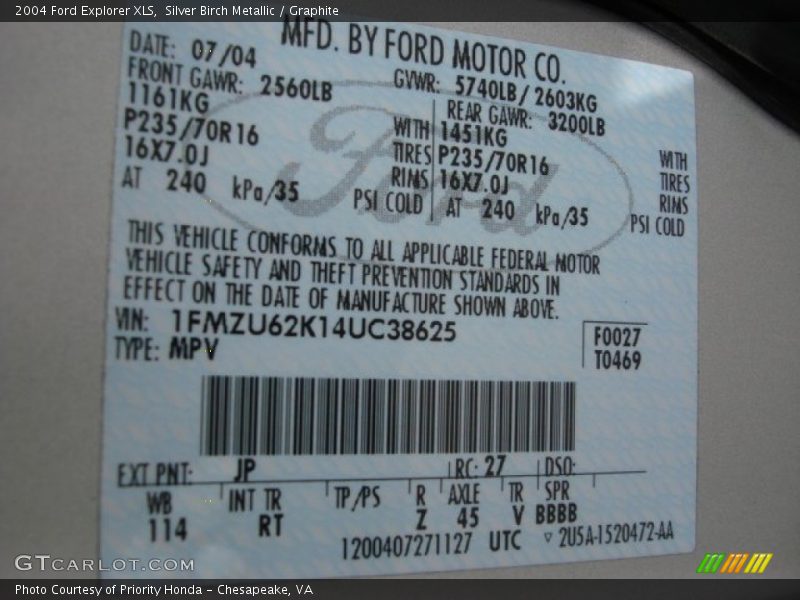 2004 Ford Explorer XLS, Silver Birch Metallic / Graphite
DATE: 07/04 MFD. BY FORD MOTOR CO.
FRONT GAWR: 2560LB GVWR: 5740LB/ 2603KG
1161KG REAR GAWR: 3200LB
P235/70R16 WITH 1451KG WITH
16X7.0J TIRES P235/70R16 TIRES
AT 240 kPa/35 RIMS 16X7.0J RIMS
PSI COLD AT 240 kPa/35 PSI COLD
Ford
THIS VEHICLE CONFORMS TO ALL APPLICABLE FEDERAL MOTOR
VEHICLE SAFETY AND THEFT PREVENTION STANDARDS IN
EFFECT ON THE DATE OF MANUFACTURE SHOWN ABOVE.
VIN: 1FMZU62K14UC38625 F0027
TYPE: MPV T0469
EXT PNT: JP RC: 27 DSO:
WB INT TR TP/PS R AXLE TR SPR
114 RT Z 45 V BBBB
1200407271127 UTC ▽ 2U5A-1520472-AA
GTCARLOT.COM
Photo Courtesy of Priority Honda - Chesapeake, VA